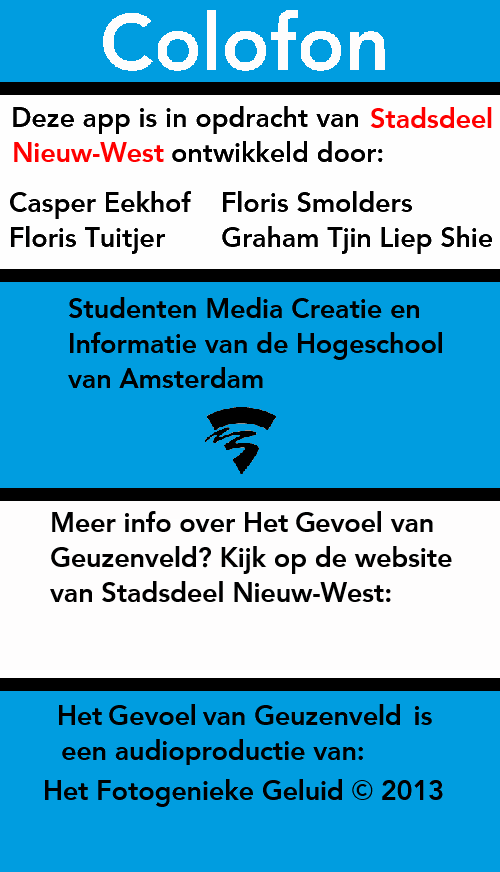 Colofon
Deze app is in opdracht van Stadsdeel
Nieuw-West ontwikkeld door:
Casper Eekhof Floris Smolders
Floris Tuitjer Graham Tjin Liep Shie
Studenten Media Creatie en
Informatie van de Hogeschool
van Amsterdam
Meer info over Het Gevoel van
Geuzenveld? Kijk op de website
van Stadsdeel Nieuw-West:
Het Gevoel van Geuzenveld is
een audioproductie van:
Het Fotogenieke Geluid © 2013